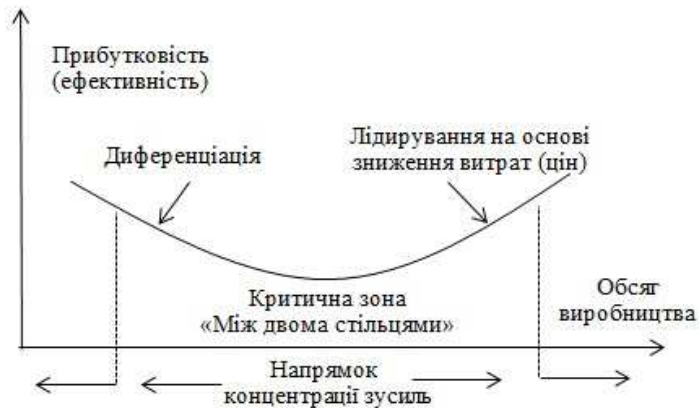 Прибутковість
(ефективність)
Диференціація
Лідирування на основі
зниження витрат (цін)
Критична зона
«Між двома стільцями»
Обсяг
виробництва
Напрямок
концентрації зусиль